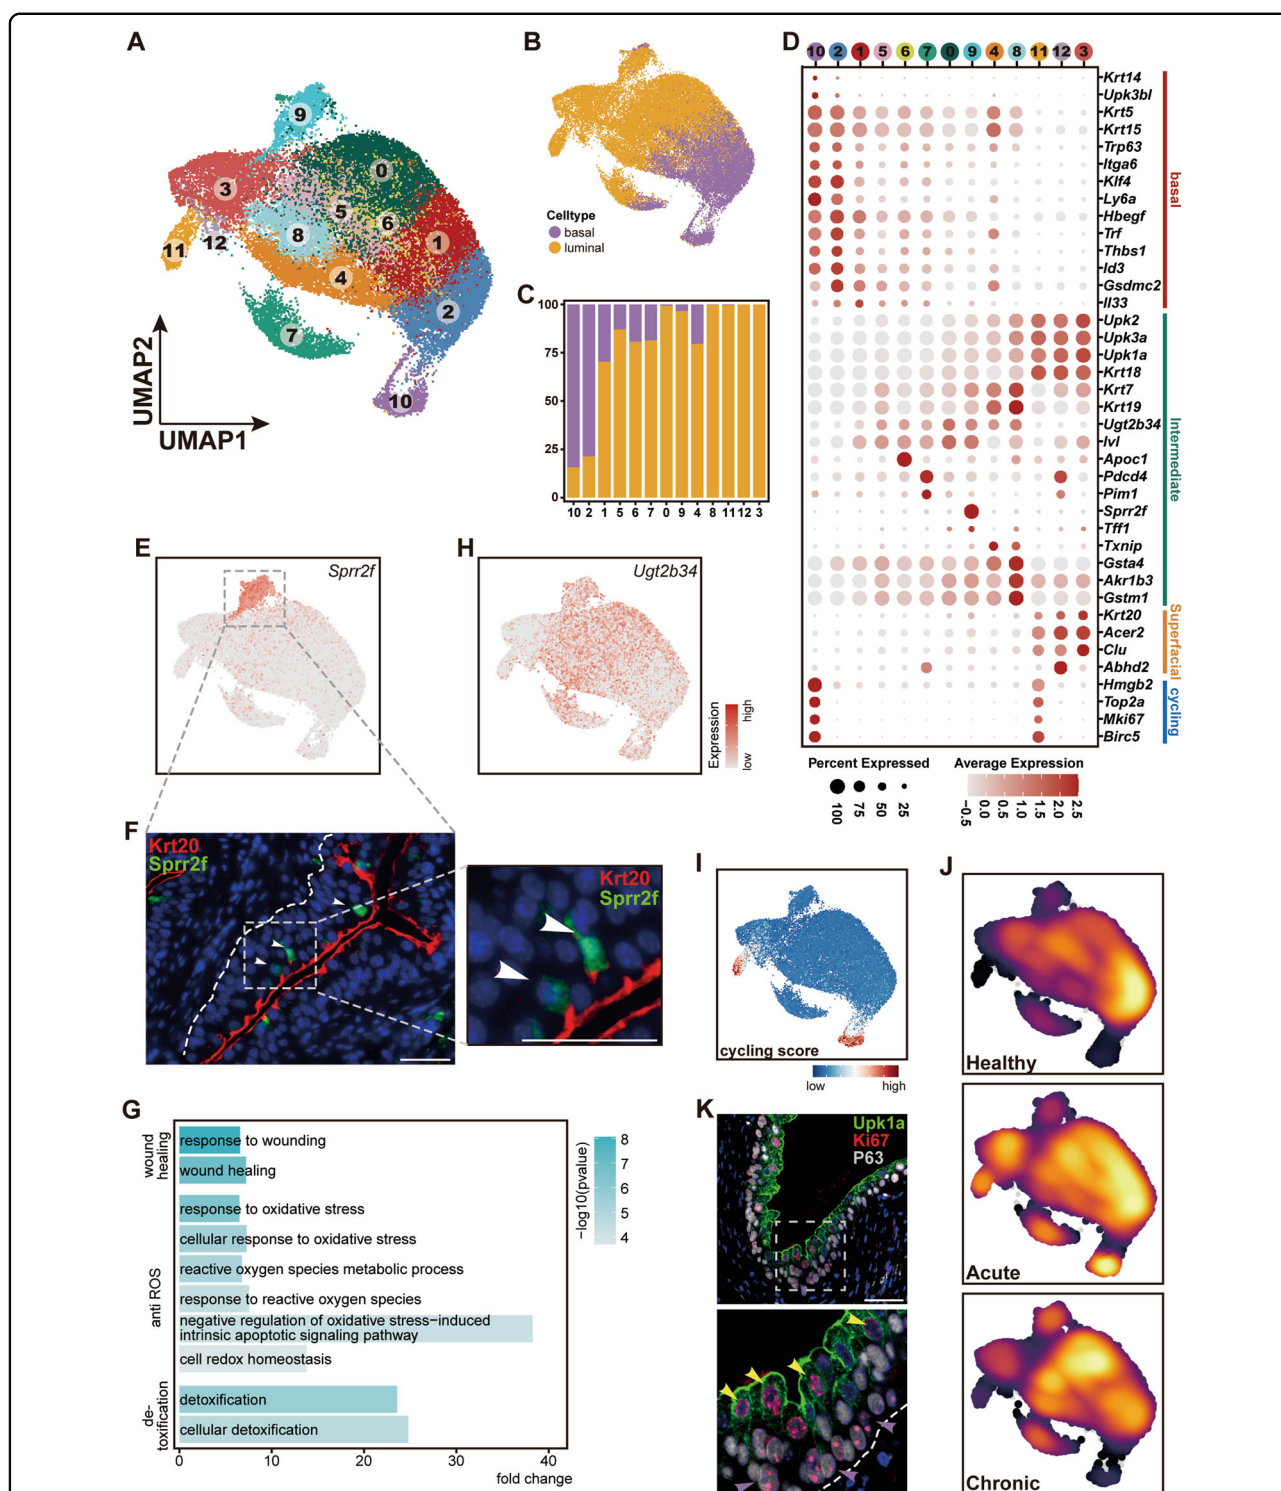 A
9
0
3
5
6
8
1
12
11
4
2
7
10
UMAP2
UMAP1
B
Celltype
basal
luminal
C
100
75
50
25
0
10 2 1 5 6 7 0 9 4 8 11 12 3
D
10 2 1 5 6 7 0 9 4 8 11 12 3
Krt14
Upk3bl
Krt5
Krt15
Trp63
Itga6
Klf4
Ly6a
Hbegf
Trf
Thbs1
Id3
Gsdmc2
Il33
Upk2
Upk3a
Upk1a
Krt18
Krt7
Krt19
Ugt2b34
Ivl
Apoc1
Pdcd4
Pim1
Sprr2f
Tff1
Txnip
Gsta4
Akr1b3
Gstm1
Krt20
Acer2
Clu
Abhd2
Hmgb2
Top2a
Mki67
Birc5
basal
Intermediate
Superfacial
cycling
Percent Expressed
100 75 50 25
Average Expression
−0.5 0.0 0.5 1.0 1.5 2.0 2.5
E
Sprr2f
H
Ugt2b34
Expression
high
low
F
Krt20
Sprr2f
Krt20
Sprr2f
G
wound
healing
response to wounding
wound healing
anti ROS
response to oxidative stress
cellular response to oxidative stress
reactive oxygen species metabolic process
response to reactive oxygen species
negative regulation of oxidative stress−induced
intrinsic apoptotic signaling pathway
cell redox homeostasis
de-
toxification
detoxification
cellular detoxification
0 10 20 30 40
fold change
−log10(pvalue)
8
7
6
5
4
I
cycling score
low high
J
Healthy
Acute
Chronic
K
Upk1a
Ki67
P63